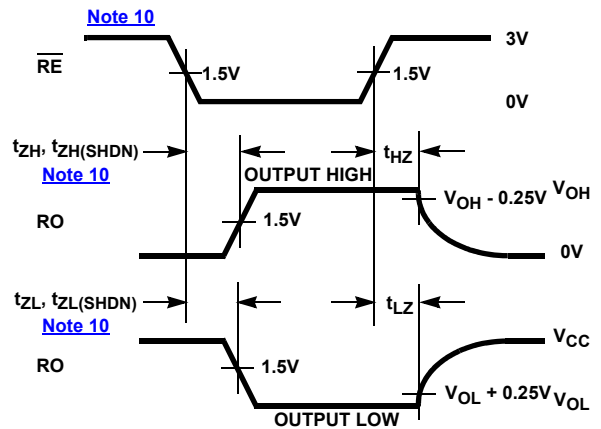 Note 10
RE
3V
1.5V
1.5V
0V
tZH, tZH(SHDN)
Note 10
tHZ
OUTPUT HIGH
VOH - 0.25V
VOH
RO
1.5V
0V
tZL, tZL(SHDN)
Note 10
tLZ
VCC
RO
1.5V
VOL + 0.25V
VOL
OUTPUT LOW